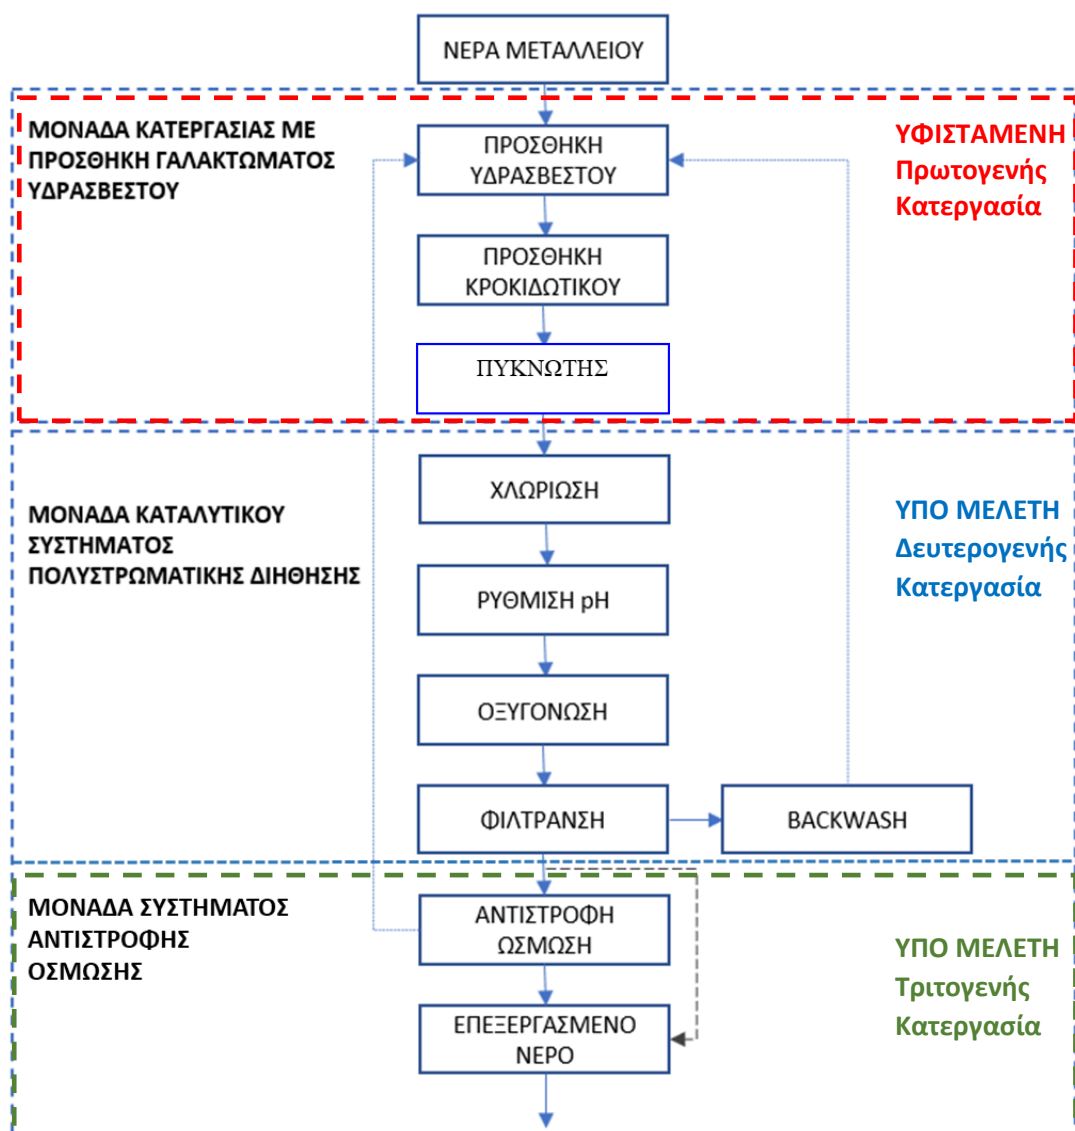 ΝΕΡΑ ΜΕΤΑΛΛΕΙΟΥ
ΜΟΝΑΔΑ ΚΑΤΕΡΓΑΣΙΑΣ ΜΕ
ΠΡΟΣΘΗΚΗ ΓΑΛΑΚΤΩΜΑΤΟΣ
ΥΔΡΑΣΒΕΣΤΟΥ
ΠΡΟΣΘΗΚΗ
ΥΔΡΑΣΒΕΣΤΟΥ
ΥΦΙΣΤΑΜΕΝΗ
Πρωτογενής
Κατεργασία
ΠΡΟΣΘΗΚΗ
ΚΡΟΚΙΔΩΤΙΚΟΥ
ΠΥΚΝΩΤΗΣ
ΜΟΝΑΔΑ ΚΑΤΑΛΥΤΙΚΟΥ
ΣΥΣΤΗΜΑΤΟΣ
ΠΟΛΥΣΤΡΩΜΑΤΙΚΗΣ ΔΙΗΘΗΣΗΣ
ΧΛΩΡΙΩΣΗ
ΥΠΟ ΜΕΛΕΤΗ
Δευτερογενής
Κατεργασία
ΡΥΘΜΙΣΗ pH
ΟΞΥΓΟΝΩΣΗ
ΦΙΛΤΡΑΝΣΗ
BACKWASH
ΜΟΝΑΔΑ ΣΥΣΤΗΜΑΤΟΣ
ΑΝΤΙΣΤΡΟΦΗΣ
ΟΣΜΩΣΗΣ
ΑΝΤΙΣΤΡΟΦΗ
ΩΣΜΩΣΗ
ΥΠΟ ΜΕΛΕΤΗ
Τριτογενής
Κατεργασία
ΕΠΕΞΕΡΓΑΣΜΕΝΟ
ΝΕΡΟ